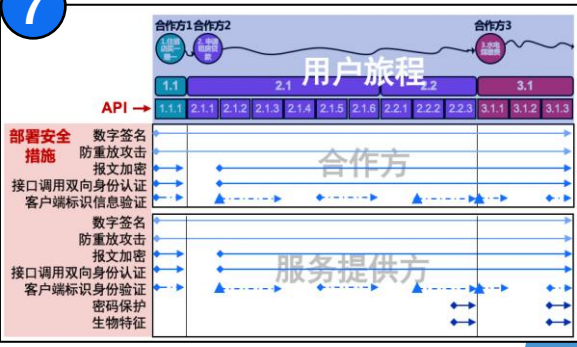 7
合作方1 合作方2 合作方3
用户旅程
1.1 2.1 2.2 3.1
API → 1.1.1 2.1.1 2.1.2 2.1.3 2.1.4 2.1.5 2.1.6 2.2.1 2.2.2 2.2.3 3.1.1 3.1.2 3.1.3
部署安全措施
合作方
数字签名
防重放攻击
报文加密
接口调用双向身份认证
客户端标识信息验证
服务提供方
数字签名
防重放攻击
报文加密
接口调用双向身份认证
客户端标识身份验证
密码保护
生物特征